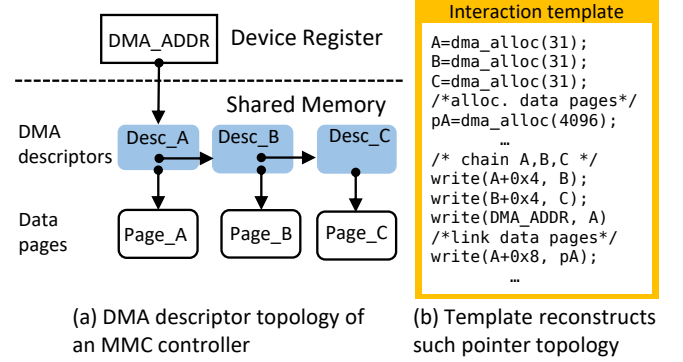 DMA_ADDR
Device Register
Shared Memory
DMA
descriptors
Desc_A
Desc_B
Desc_C
Data
pages
Page_A
Page_B
Page_C
(a) DMA descriptor topology of
an MMC controller
Interaction template
A=dma_alloc(31);
B=dma_alloc(31);
C=dma_alloc(31);
/*alloc. data pages*/
pA=dma_alloc(4096);
…
/* chain A,B,C */
write(A+0x4, B);
write(B+0x4, C);
write(DMA_ADDR, A)
/*link data pages*/
write(A+0x8, pA);
…
(b) Template reconstructs
such pointer topology